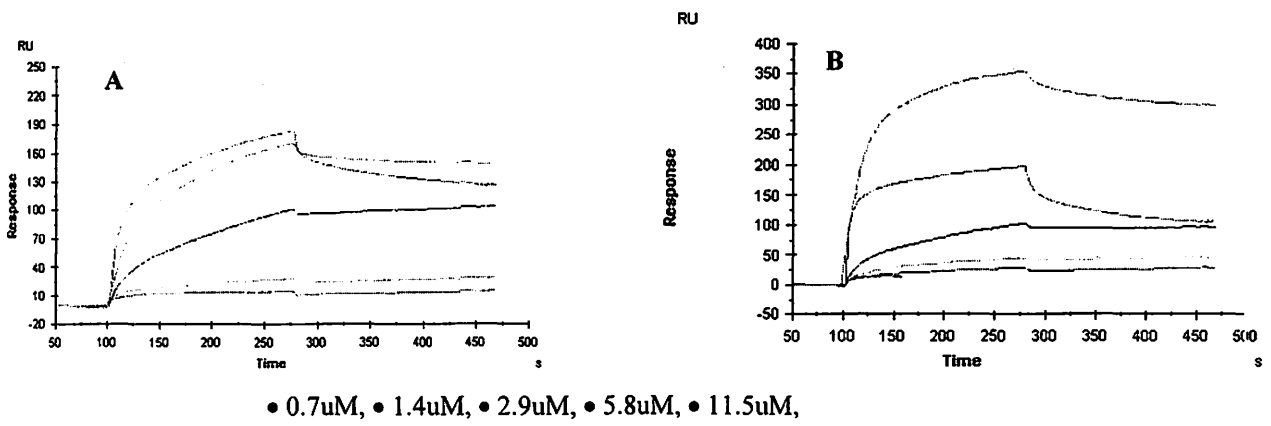 RU
A
250
220
190
160
130
100
70
40
10
-20
Response
50 100 150 200 250 300 350 400 450 500
Time
s
RU
B
400
350
300
250
200
150
100
50
0
-50
Response
50 100 150 200 250 300 350 400 450 500
Time
s
• 0.7uM, • 1.4uM, • 2.9uM, • 5.8uM, • 11.5uM,